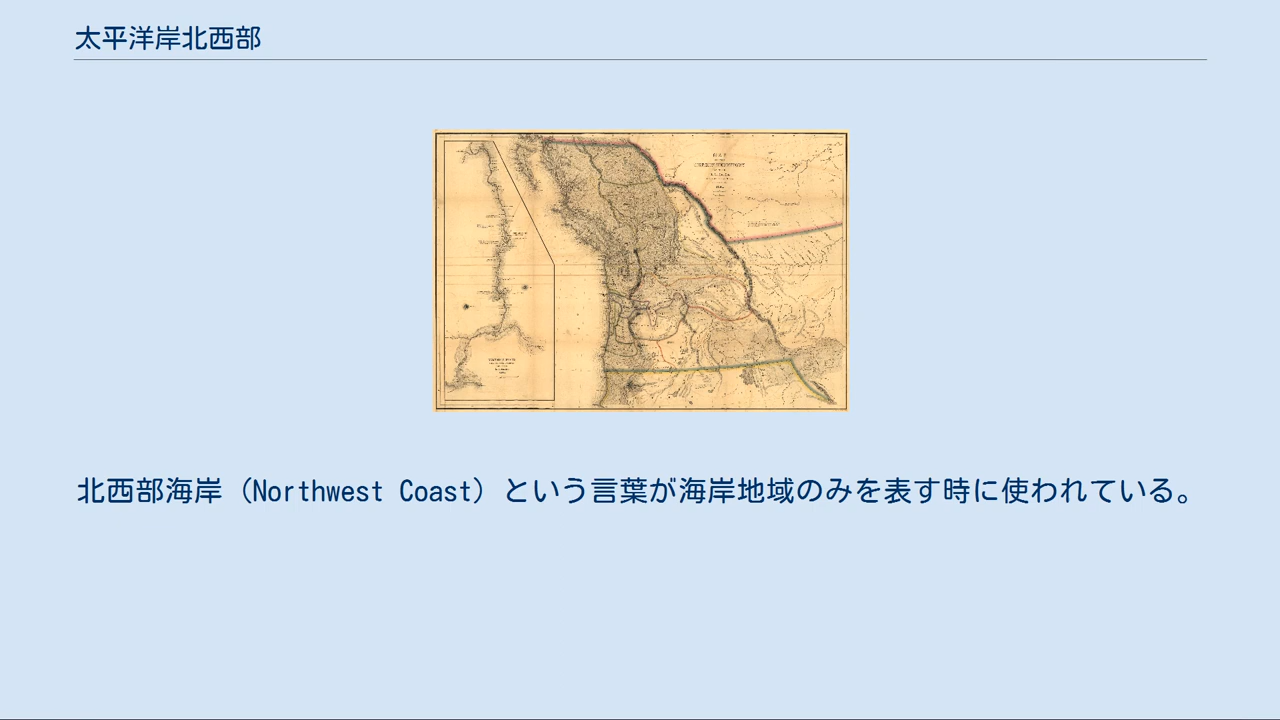 太平洋岸北西部
MAP
北西部海岸（Northwest Coast）という言葉が海岸地域のみを表す時に使われている。